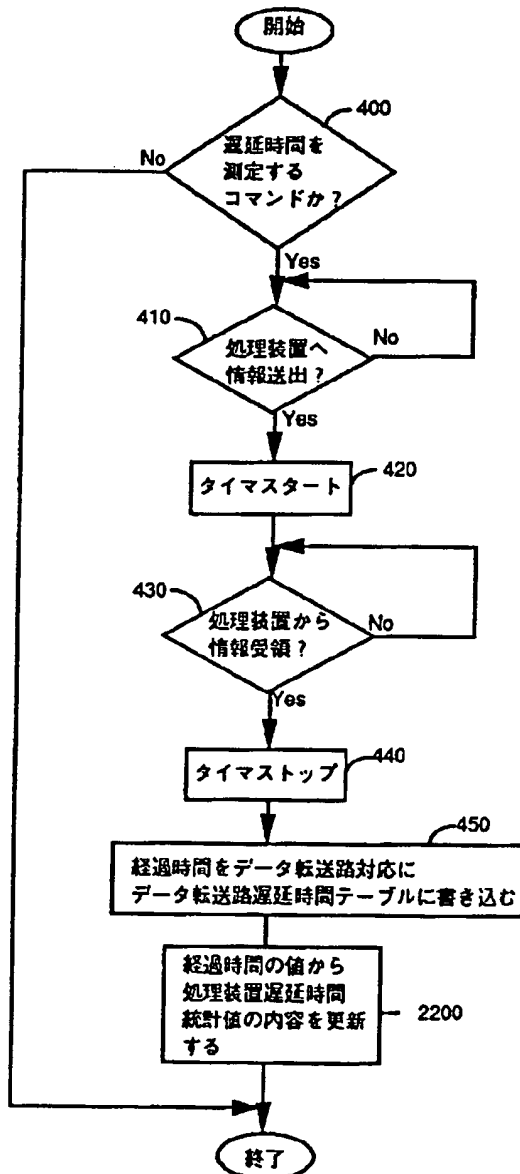 開始
400
遅延時間を
測定する
コマンドか?
No
Yes
410
処理装置へ
情報送出?
No
Yes
タイマスタート
420
430
処理装置から
情報受領?
No
Yes
タイマストップ
440
450
経過時間をデータ転送路対応に
データ転送路遅延時間テーブルに書き込む
経過時間の値から
処理装置遅延時間
統計値の内容を更新
する
2200
終了